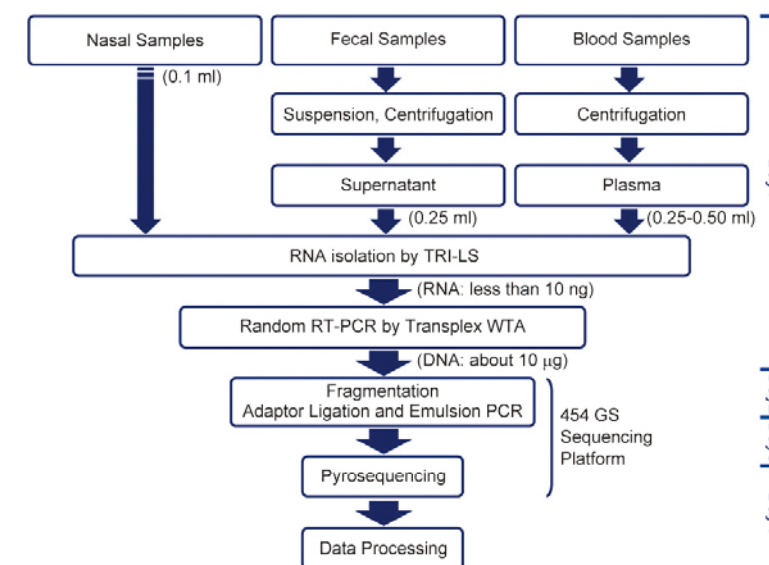 Nasal Samples
Fecal Samples
Blood Samples
(0.1 ml)
Suspension, Centrifugation
Centrifugation
Supernatant
Plasma
(0.25 ml)
(0.25-0.50 ml)
RNA isolation by TRI-LS
(RNA: less than 10 ng)
Random RT-PCR by Transplex WTA
(DNA: about 10 μg)
Fragmentation
Adaptor Ligation and Emulsion PCR
454 GS
Sequencing
Platform
Pyrosequencing
Data Processing